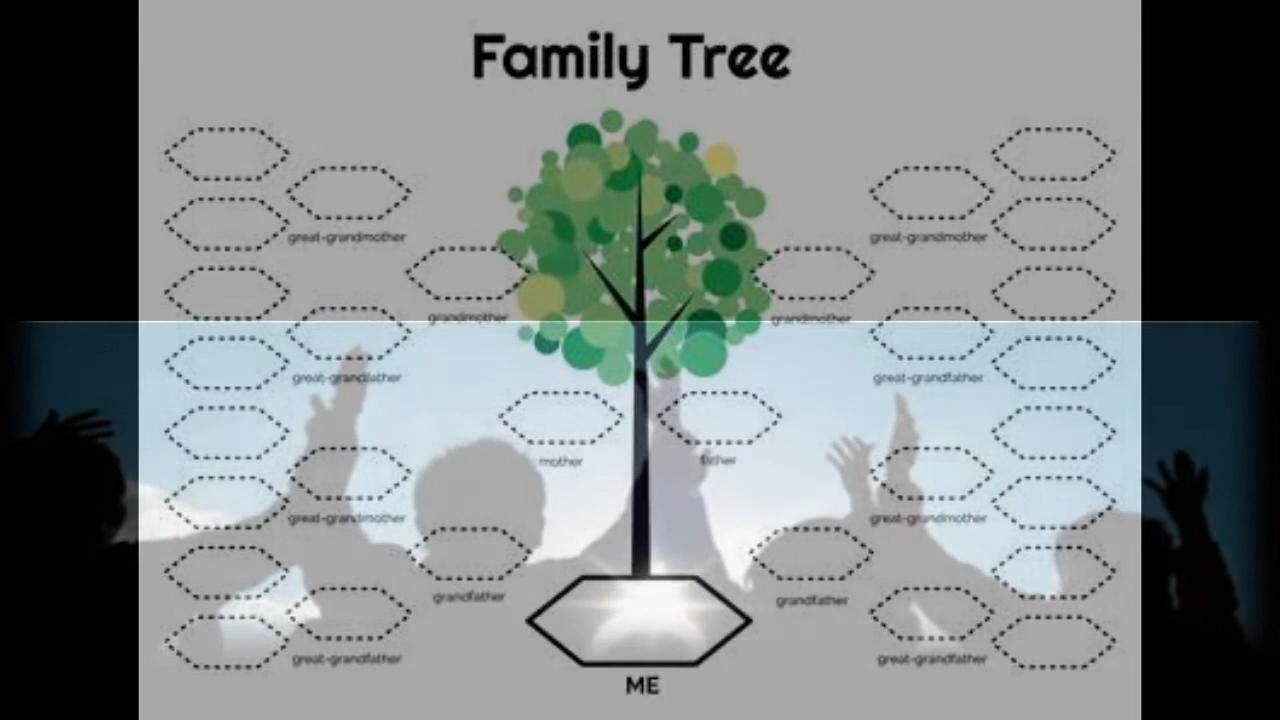 Family Tree
great-grandmother
great-grandmother
grandmother
grandmother
great-grandfather
great-grandfather
mother
father
great-grandmother
great-grandmother
grandfather
grandfather
great-grandfather
great-grandfather
ME